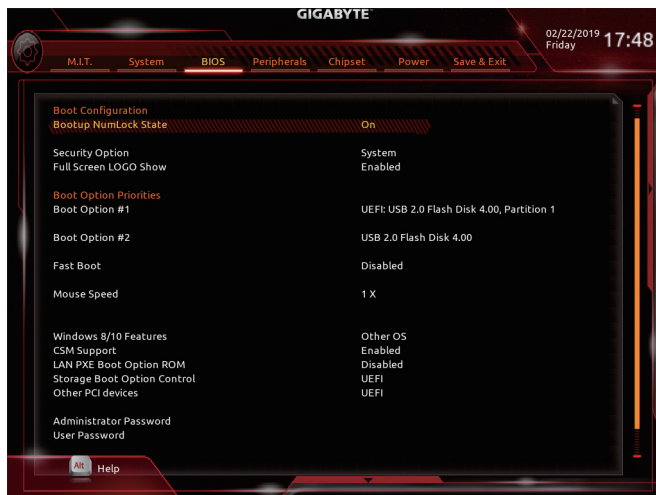 GIGABYTE™
02/22/2019
Friday
17:48
M.I.T. System BIOS Peripherals Chipset Power Save & Exit
Boot Configuration
Bootup NumLock State On
Security Option System
Full Screen LOGO Show Enabled
Boot Option Priorities
Boot Option #1 UEFI: USB 2.0 Flash Disk 4.00, Partition 1
Boot Option #2 USB 2.0 Flash Disk 4.00
Fast Boot Disabled
Mouse Speed 1 X
Windows 8/10 Features Other OS
CSM Support Enabled
LAN PXE Boot Option ROM Disabled
Storage Boot Option Control UEFI
Other PCI devices UEFI
Administrator Password
User Password
Alt Help